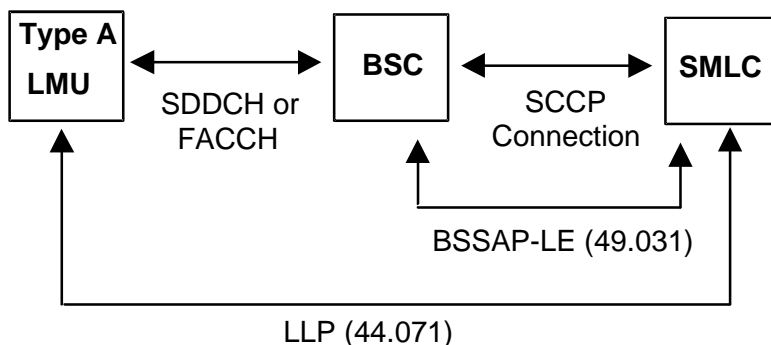 Type A
LMU
BSC
SMLC
SDDCH or
FACCH
SCCP
Connection
BSSAP-LE (49.031)
LLP (44.071)